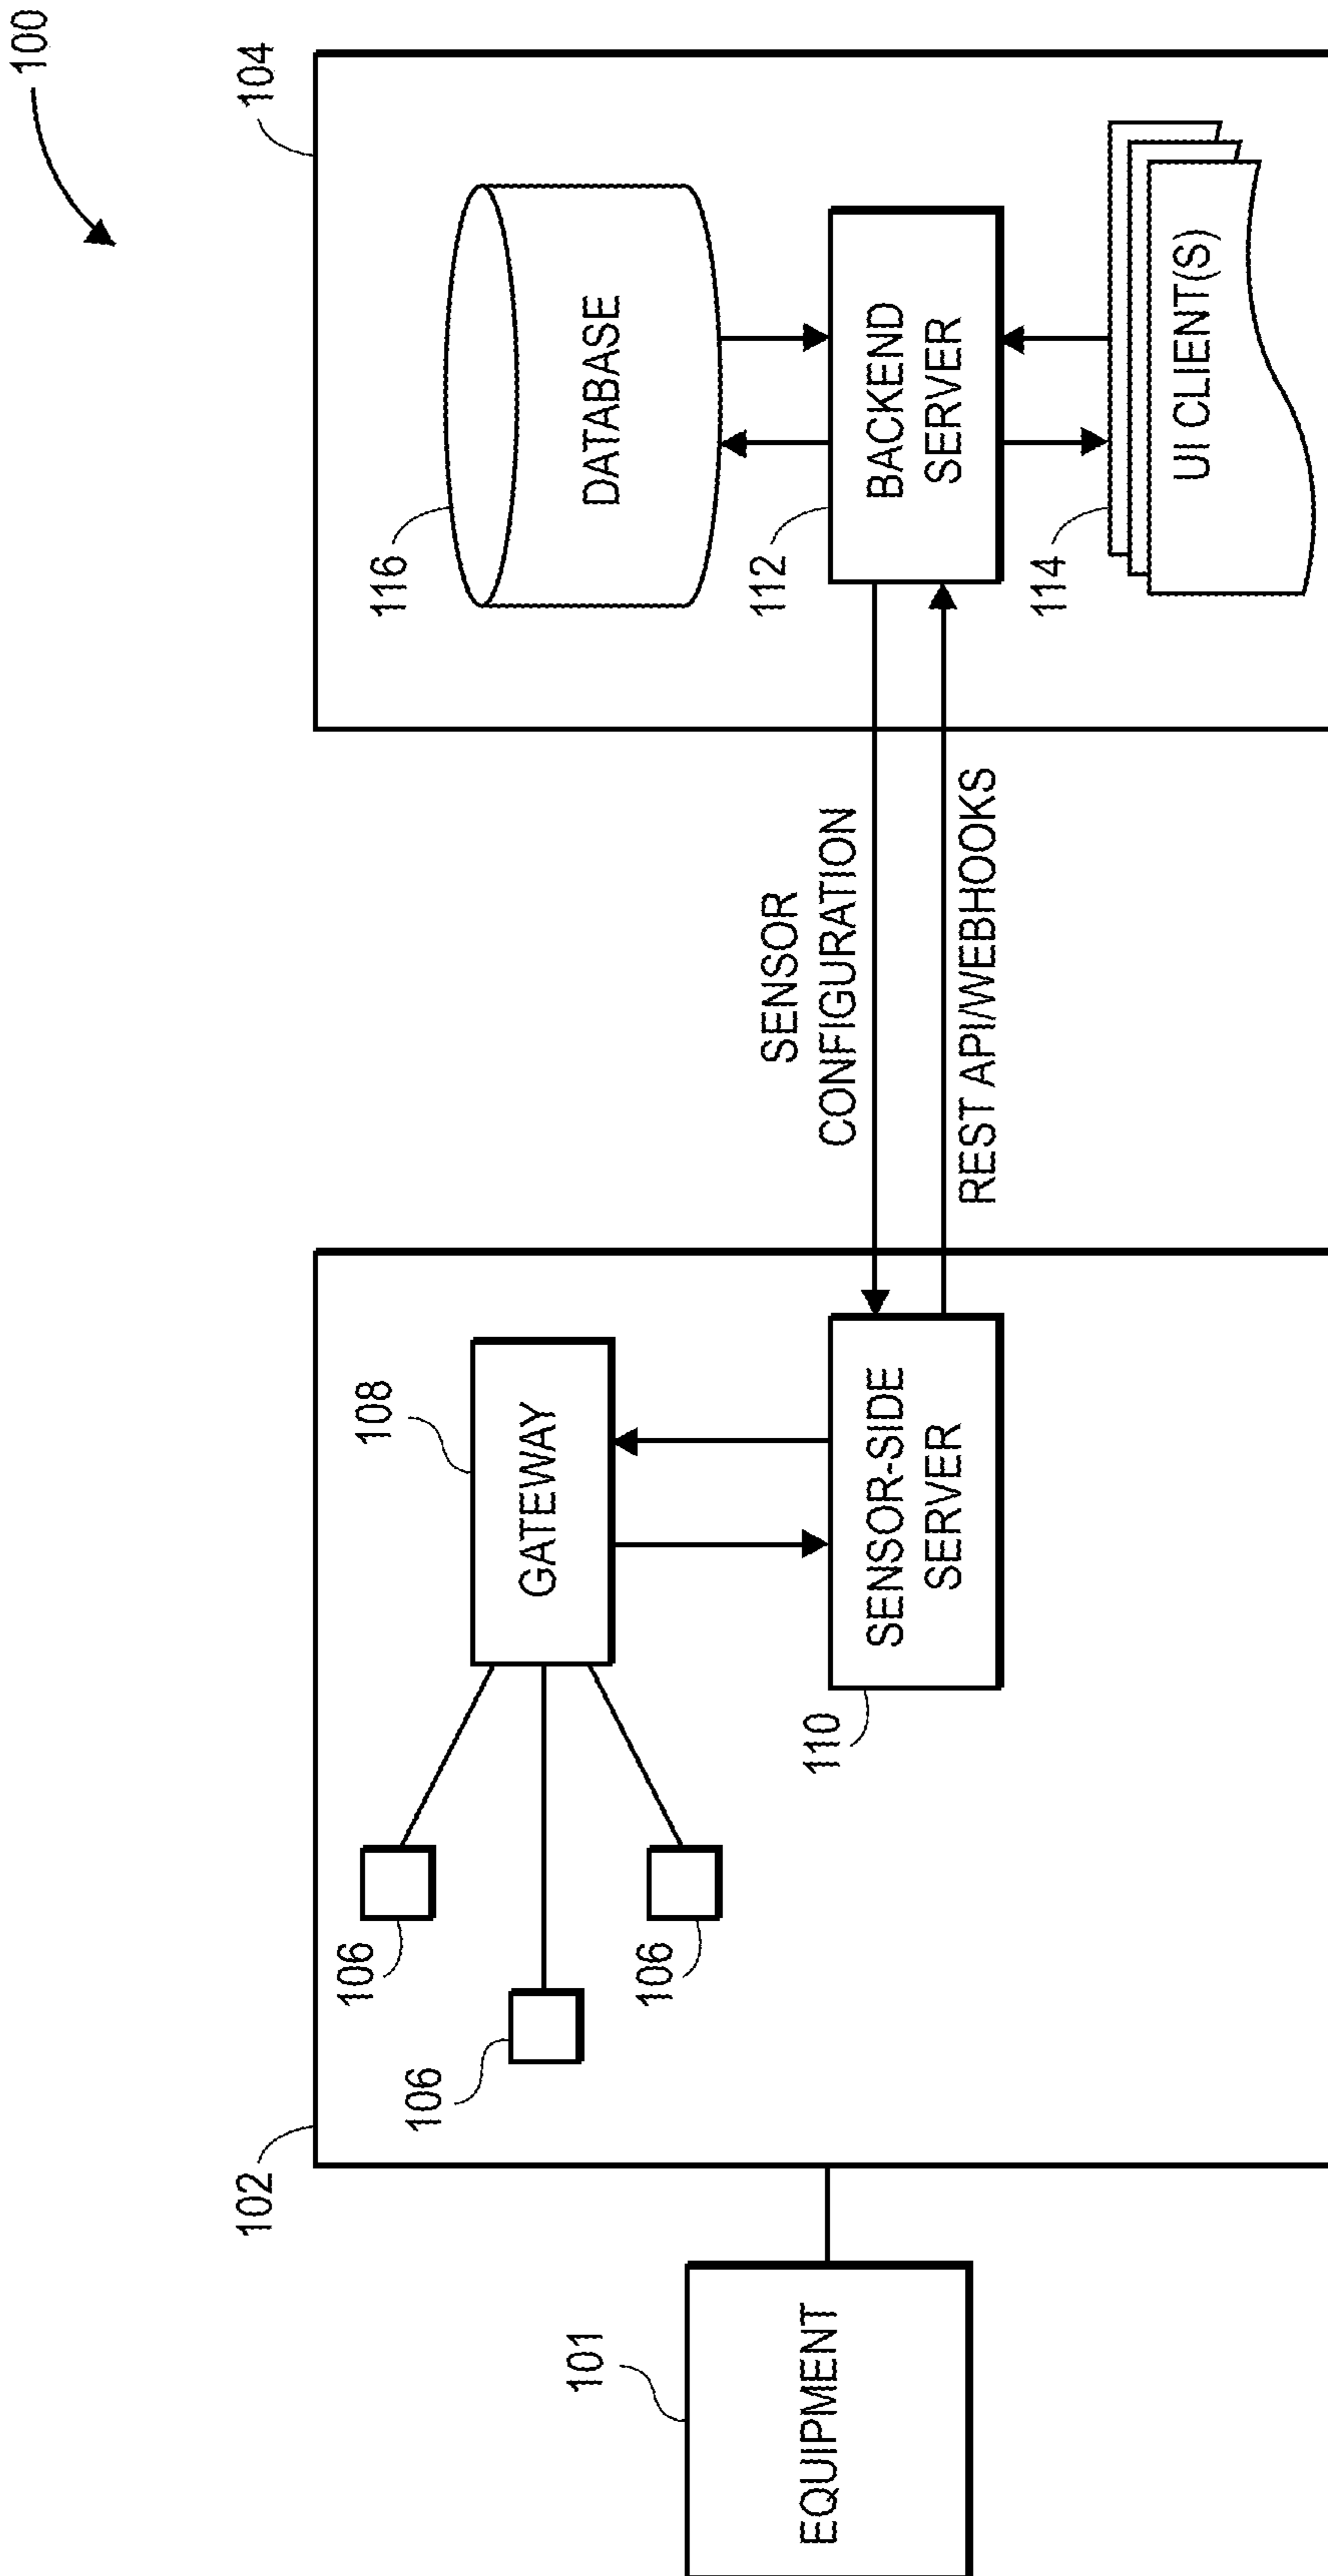 100
102
104
106
108
116
DATABASE
106
GATEWAY
106
SENSOR
CONFIGURATION
112
BACKEND
SERVER
101
EQUIPMENT
110
SENSOR-SIDE
SERVER
REST API/WEBHOOKS
114
UI CLIENT(S)